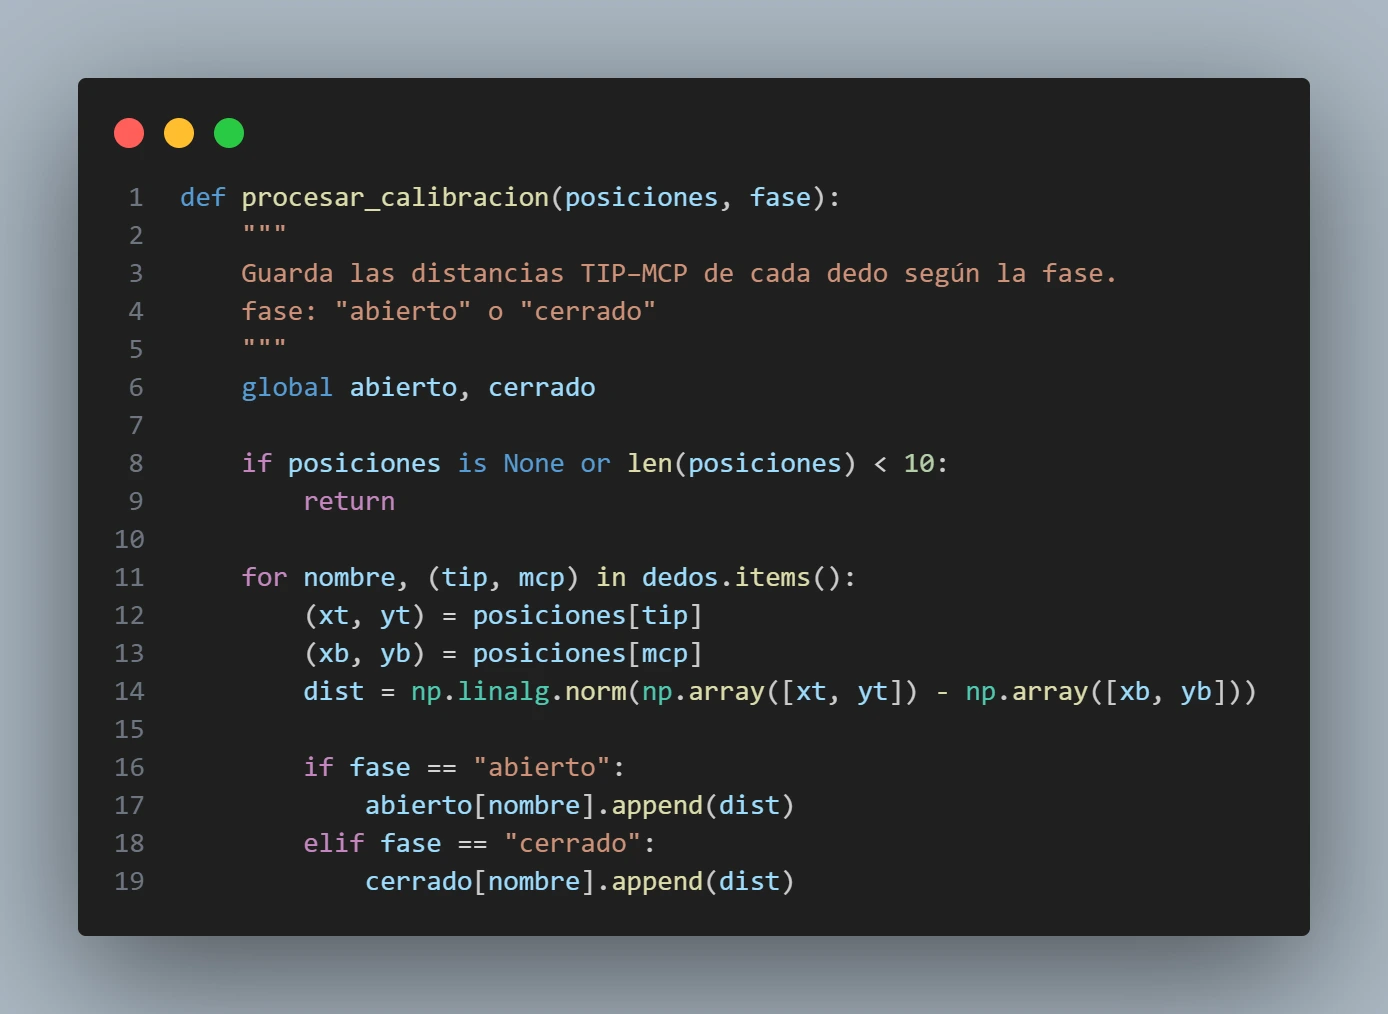 1 def procesar_calibracion(posiciones, fase):
2     """
3     Guarda las distancias TIP–MCP de cada dedo según la fase.
4     fase: "abierto" o "cerrado"
5     """
6     global abierto, cerrado
7
8     if posiciones is None or len(posiciones) < 10:
9         return
10
11     for nombre, (tip, mcp) in dedos.items():
12         (xt, yt) = posiciones[tip]
13         (xb, yb) = posiciones[mcp]
14         dist = np.linalg.norm(np.array([xt, yt]) - np.array([xb, yb]))
15
16         if fase == "abierto":
17             abierto[nombre].append(dist)
18         elif fase == "cerrado":
19             cerrado[nombre].append(dist)